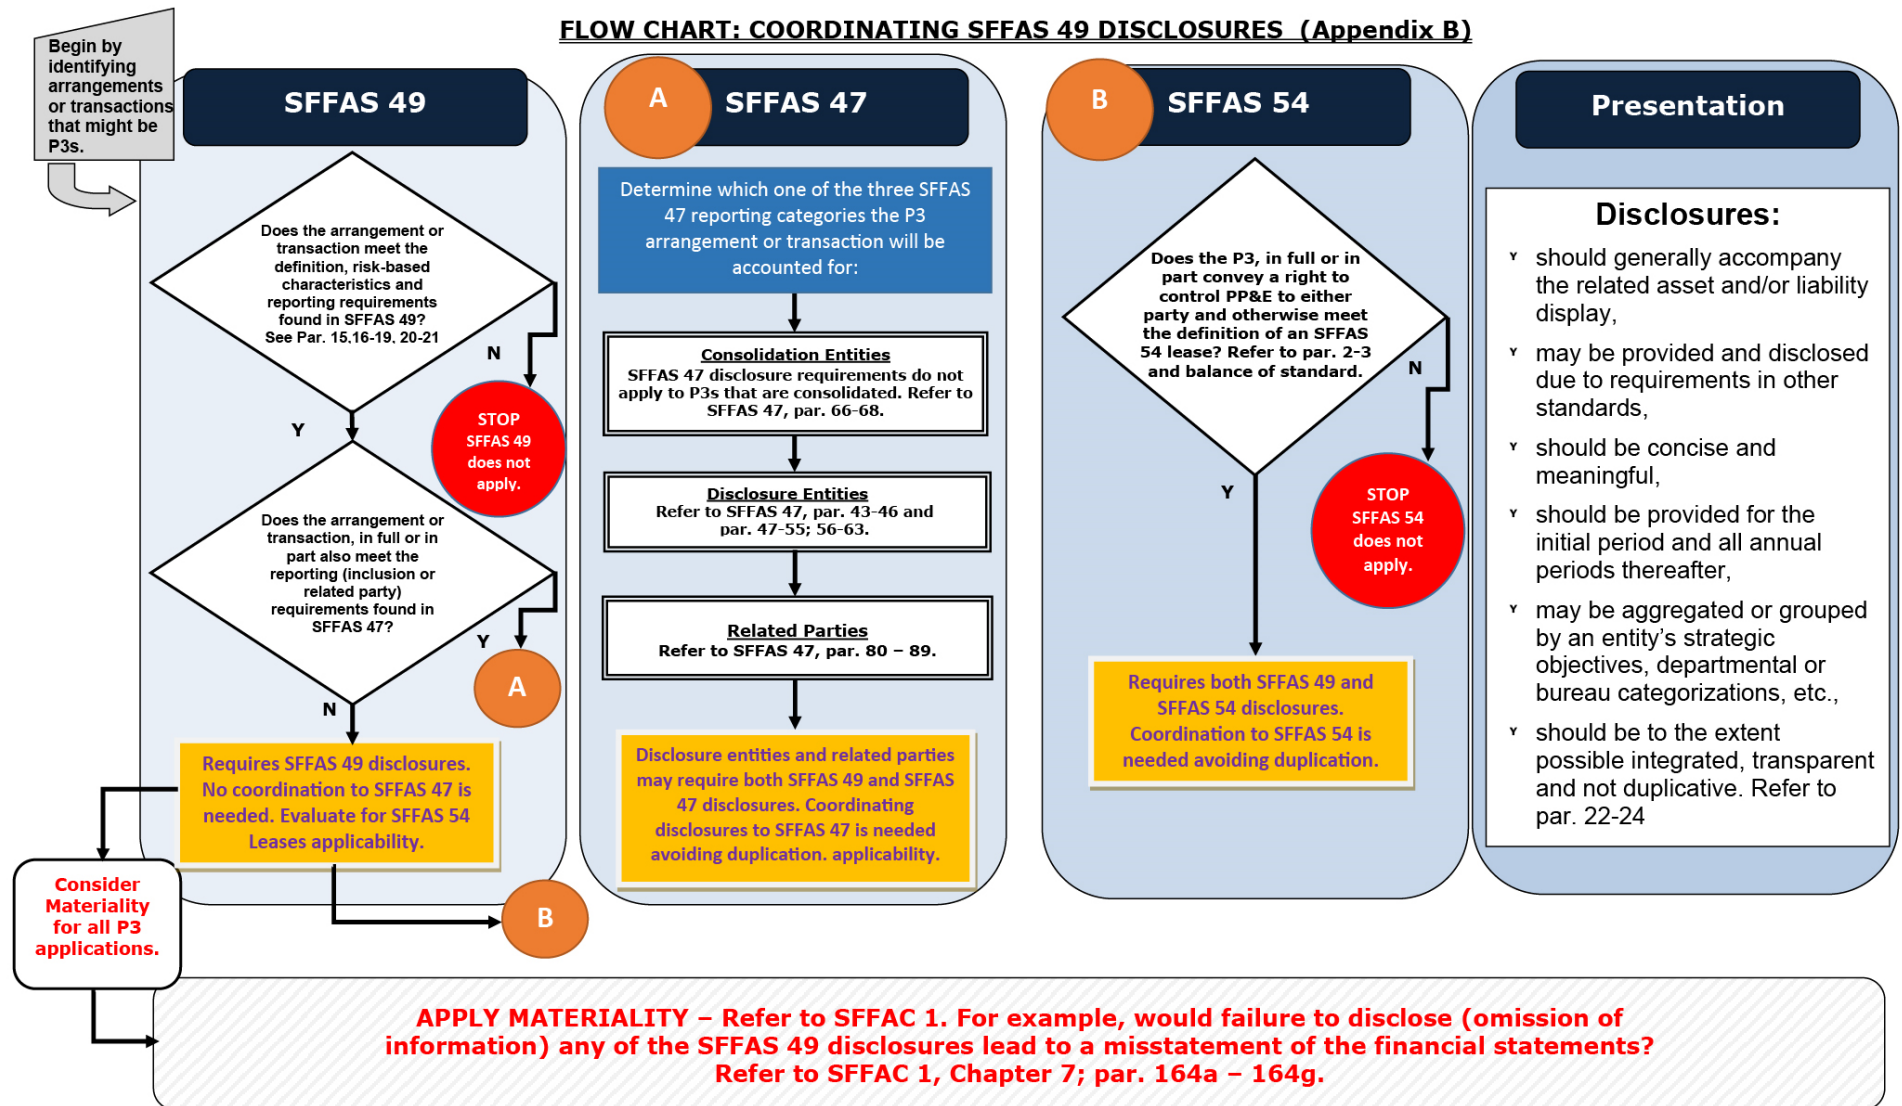 FLOW CHART: COORDINATING SFFAS 49 DISCLOSURES  (Appendix B)
Begin by
identifying
arrangements
or transactions
that might be
P3s.
SFFAS 49
Does the arrangement or
transaction meet the
definition, risk-based
characteristics and
reporting requirements
found in SFFAS 49?
See Par. 15,16-19, 20-21
N
STOP
SFFAS 49
does not
apply.
Y
Does the arrangement or
transaction, in full or in
part also meet the
reporting (inclusion or
related party)
requirements found in
SFFAS 47?
Y
A
N
Requires SFFAS 49 disclosures.
No coordination to SFFAS 47 is
needed. Evaluate for SFFAS 54
Leases applicability.
B
Consider
Materiality
for all P3
applications.
A
SFFAS 47
Determine which one of the three SFFAS
47 reporting categories the P3
arrangement or transaction will be
accounted for:
Consolidation Entities
SFFAS 47 disclosure requirements do not
apply to P3s that are consolidated. Refer to
SFFAS 47, par. 66-68.
Disclosure Entities
Refer to SFFAS 47, par. 43-46 and
par. 47-55; 56-63.
Related Parties
Refer to SFFAS 47, par. 80 – 89.
Disclosure entities and related parties
may require both SFFAS 49 and SFFAS
47 disclosures. Coordinating
disclosures to SFFAS 47 is needed
avoiding duplication. applicability.
B
SFFAS 54
Does the P3, in full or in
part convey a right to
control PP&E to either
party and otherwise meet
the definition of an SFFAS
54 lease? Refer to par. 2-3
and balance of standard.
N
STOP
SFFAS 54
does not
apply.
Y
Requires both SFFAS 49 and
SFFAS 54 disclosures.
Coordination to SFFAS 54 is
needed avoiding duplication.
Presentation
Disclosures:
Y should generally accompany
the related asset and/or liability
display,
Y may be provided and disclosed
due to requirements in other
standards,
Y should be concise and
meaningful,
Y should be provided for the
initial period and all annual
periods thereafter,
Y may be aggregated or grouped
by an entity’s strategic
objectives, departmental or
bureau categorizations, etc.,
Y should be to the extent
possible integrated, transparent
and not duplicative. Refer to
par. 22-24
APPLY MATERIALITY – Refer to SFFAC 1. For example, would failure to disclose (omission of
information) any of the SFFAS 49 disclosures lead to a misstatement of the financial statements?
Refer to SFFAC 1, Chapter 7; par. 164a – 164g.